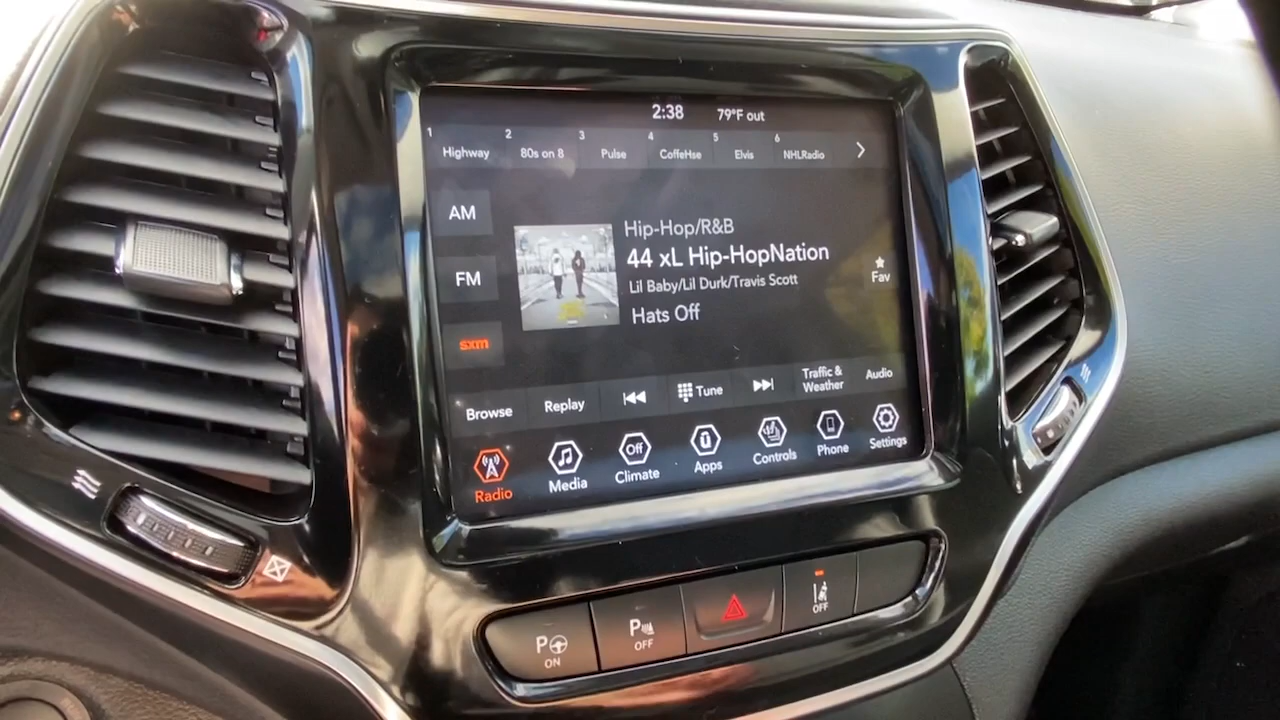 2:38 79°F out
1 Highway 2 80s on 8 3 Pulse 4 CoffeHse 5 Elvis 6 NHLRadio
AM
FM
sxm
Hip-Hop/R&B
44 xL Hip-HopNation
Lil Baby/Lil Durk/Travis Scott
Hats Off
Fav
Browse Replay Tune Traffic & Weather Audio
Radio Media Off Climate Apps Controls Phone Settings
P ON
P OFF
OFF